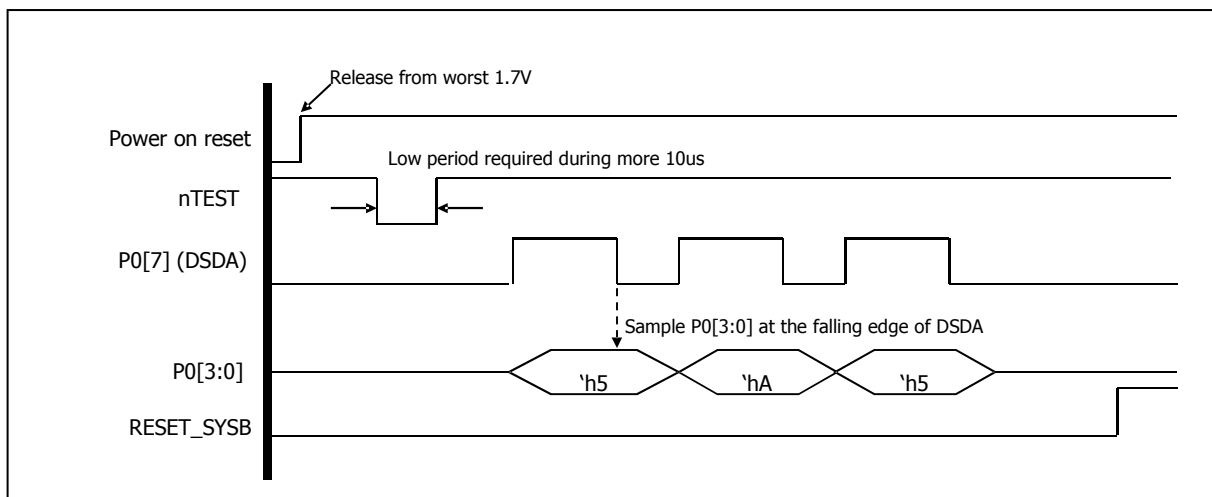 Release from worst 1.7V
Power on reset
Low period required during more 10us
nTEST
P0[7] (DSDA)
Sample P0[3:0] at the falling edge of DSDA
P0[3:0]
‘h5
‘hA
‘h5
RESET_SYSB